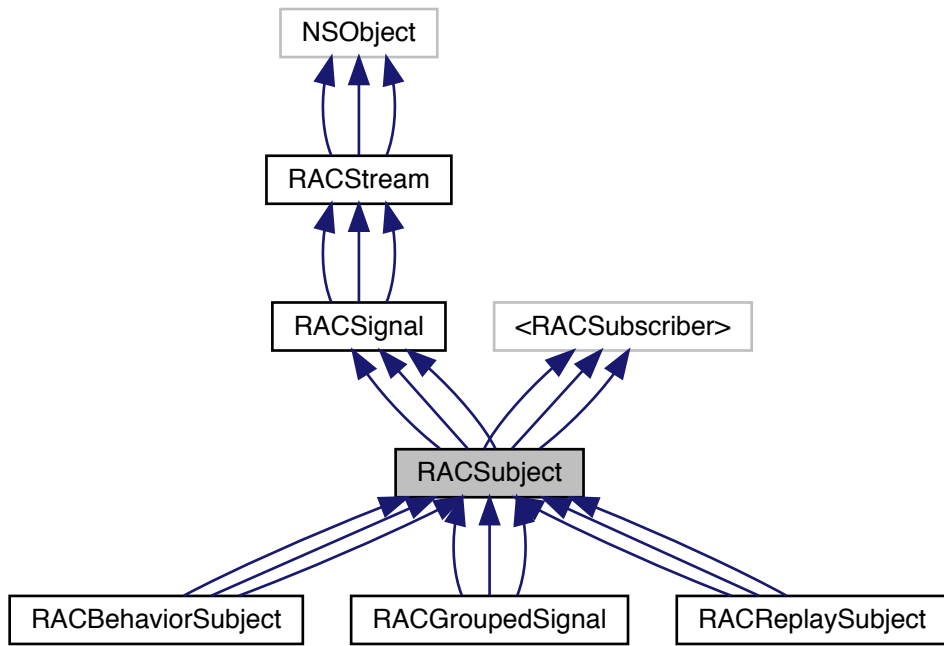 NSObject
RACStream
RACSignal
<RACSubscriber>
RACSubject
RACBehaviorSubject
RACGroupedSignal
RACReplaySubject